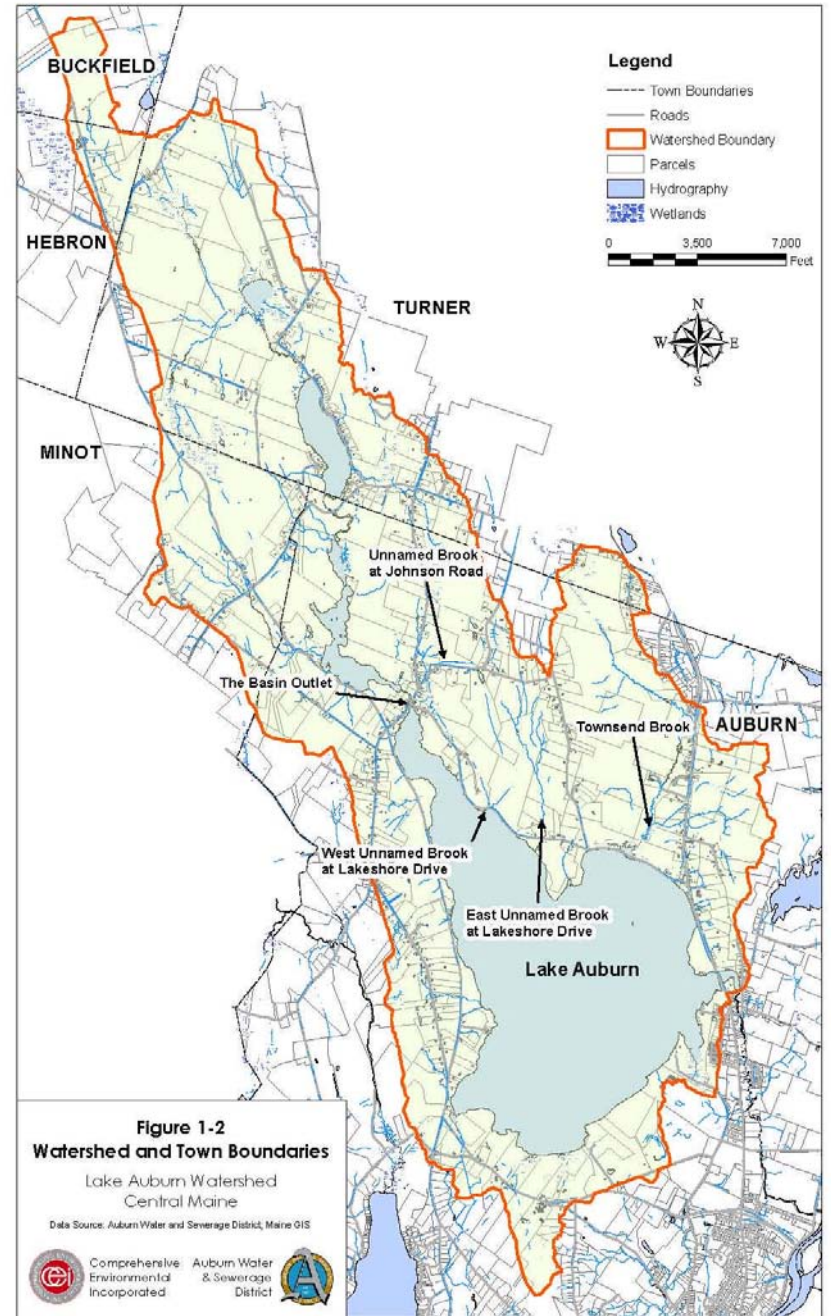 BUCKFIELD
Legend
Town Boundaries
Roads
Watershed Boundary
Parcels
Hydrography
Wetlands
0 3,500 7,000
Feet
HEBRON
TURNER
N
W E
S
MINOT
Unnamed Brook
at Johnson Road
The Basin Outlet
Townsend Brook
AUBURN
West Unnamed Brook
at Lakeshore Drive
East Unnamed Brook
at Lakeshore Drive
Lake Auburn
Figure 1-2
Watershed and Town Boundaries
Lake Auburn Watershed
Central Maine
Data Source: Auburn Water and Sewerage District, Maine GIS
CEI
Comprehensive
Environmental
Incorporated
Auburn Water
& Sewerage
District